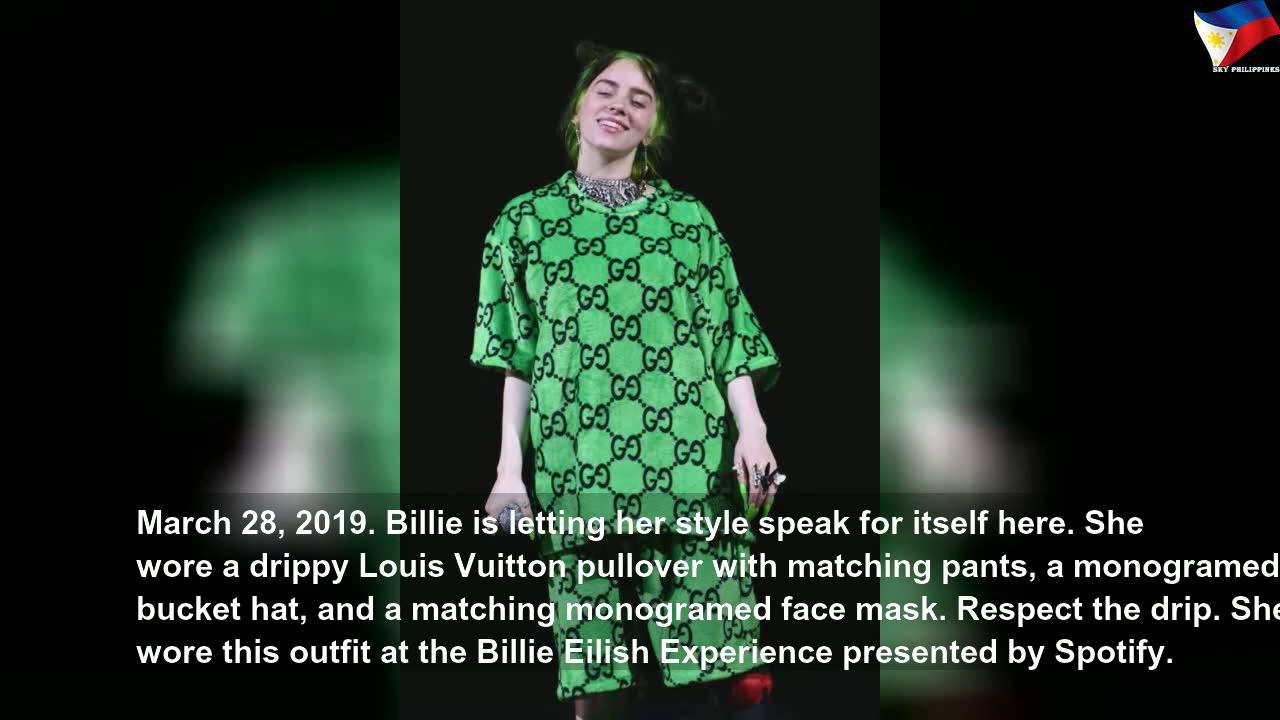 SKY PHILIPPINES
March 28, 2019. Billie is letting her style speak for itself here. She
wore a drippy Louis Vuitton pullover with matching pants, a monogramed
bucket hat, and a matching monogramed face mask. Respect the drip. She
wore this outfit at the Billie Eilish Experience presented by Spotify.